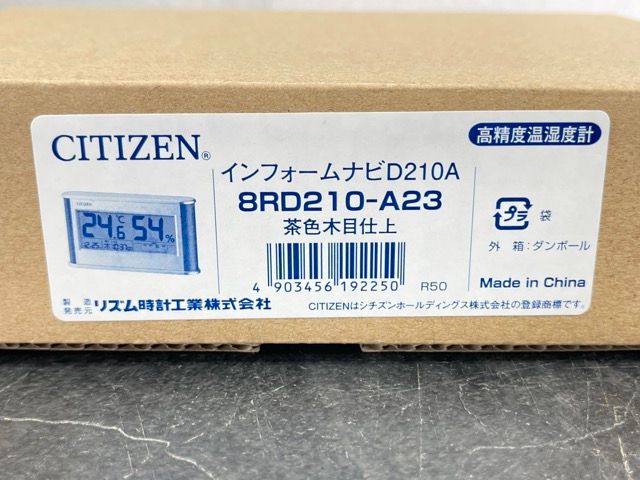 CITIZEN®
高精度温湿度計
インフォームナビD210A
8RD210-A23
茶色木目仕上
CITIZEN
24.6℃ 54%
プラ 袋
外 箱:ダンボール
4 903456 192250 R50
Made in China
製造発売元 リズム時計工業株式会社
CITIZENはシチズンホールディングス株式会社の登録商標です。